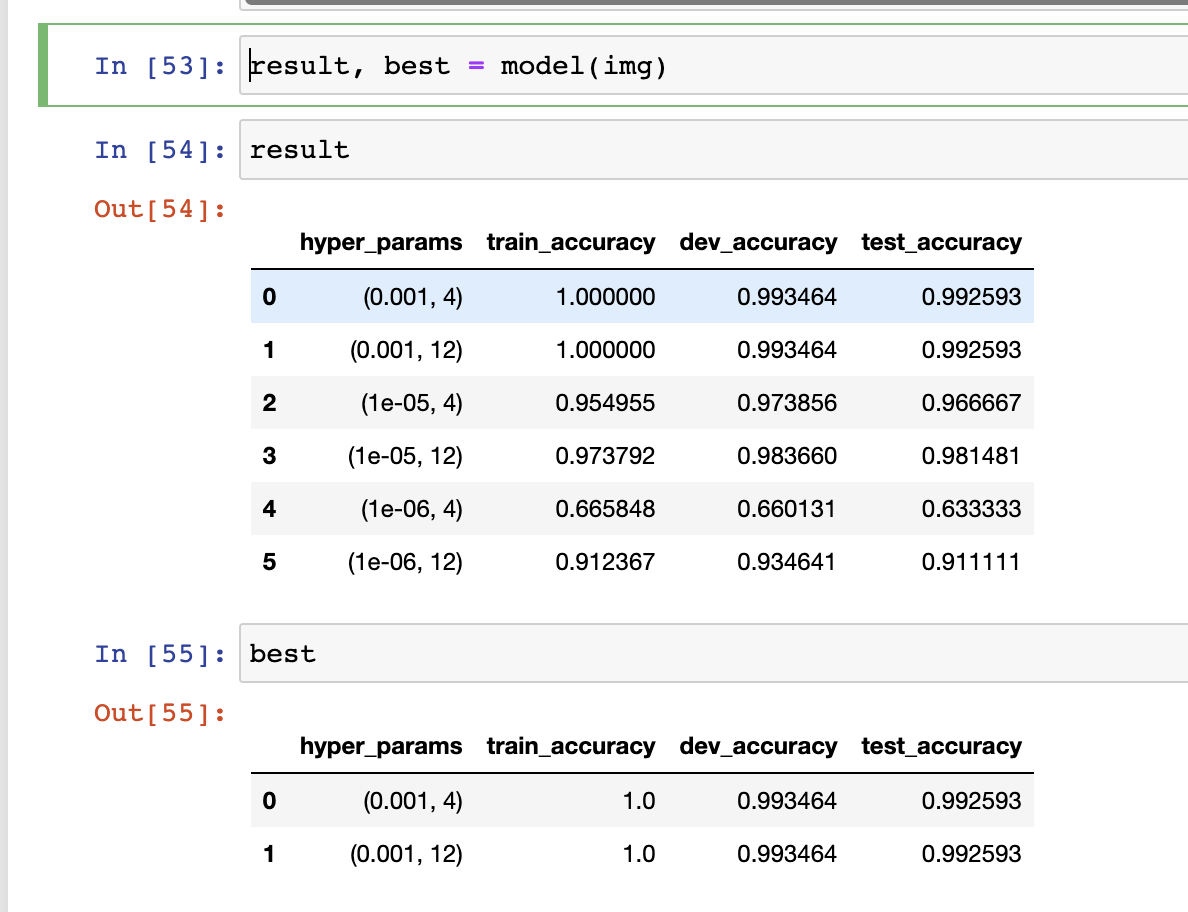 In [53]: result, best = model(img)
In [54]: result
Out[54]:
hyper_params train_accuracy dev_accuracy test_accuracy
0 (0.001, 4) 1.000000 0.993464 0.992593
1 (0.001, 12) 1.000000 0.993464 0.992593
2 (1e-05, 4) 0.954955 0.973856 0.966667
3 (1e-05, 12) 0.973792 0.983660 0.981481
4 (1e-06, 4) 0.665848 0.660131 0.633333
5 (1e-06, 12) 0.912367 0.934641 0.911111
In [55]: best
Out[55]:
hyper_params train_accuracy dev_accuracy test_accuracy
0 (0.001, 4) 1.0 0.993464 0.992593
1 (0.001, 12) 1.0 0.993464 0.992593